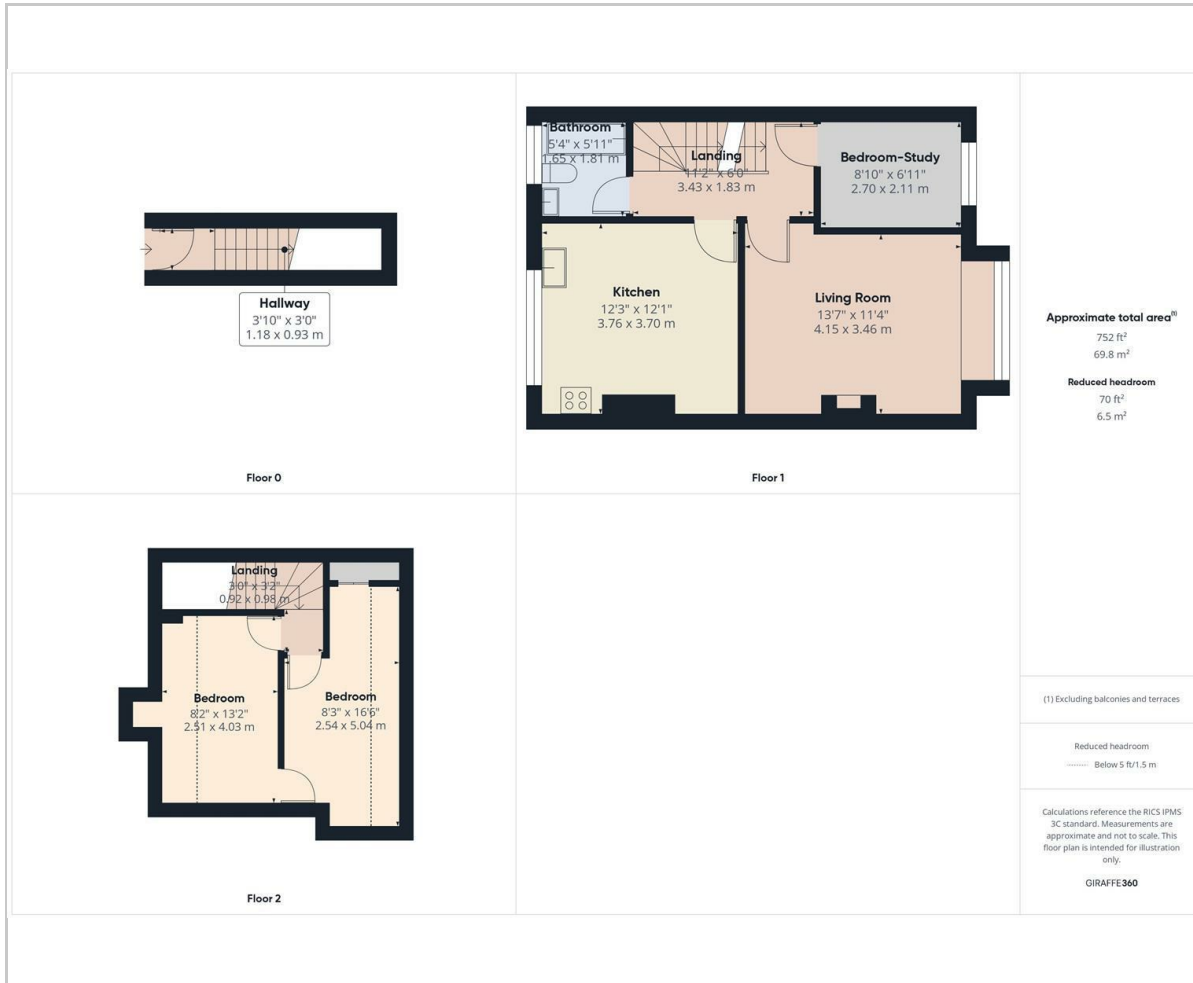 Hallway
3'10" x 3'0"
1.18 x 0.93 m
Floor 0
Bathroom
5'4" x 5'11"
1.65 x 1.81 m
Landing
11'2" x 6'0"
3.43 x 1.83 m
Bedroom-Study
8'10" x 6'11"
2.70 x 2.11 m
Kitchen
12'3" x 12'1"
3.76 x 3.70 m
Living Room
13'7" x 11'4"
4.15 x 3.46 m
Floor 1
Landing
3'0" x 3'2"
0.92 x 0.98 m
Bedroom
8'2" x 13'2"
2.51 x 4.03 m
Bedroom
8'3" x 16'6"
2.54 x 5.04 m
Floor 2
Approximate total area(1)
752 ft²
69.8 m²
Reduced headroom
70 ft²
6.5 m²
(1) Excluding balconies and terraces
Reduced headroom
Below 5 ft/1.5 m
Calculations reference the RICS IPMS
3C standard. Measurements are
approximate and not to scale. This
floor plan is intended for illustration
only.
GIRAFFE360